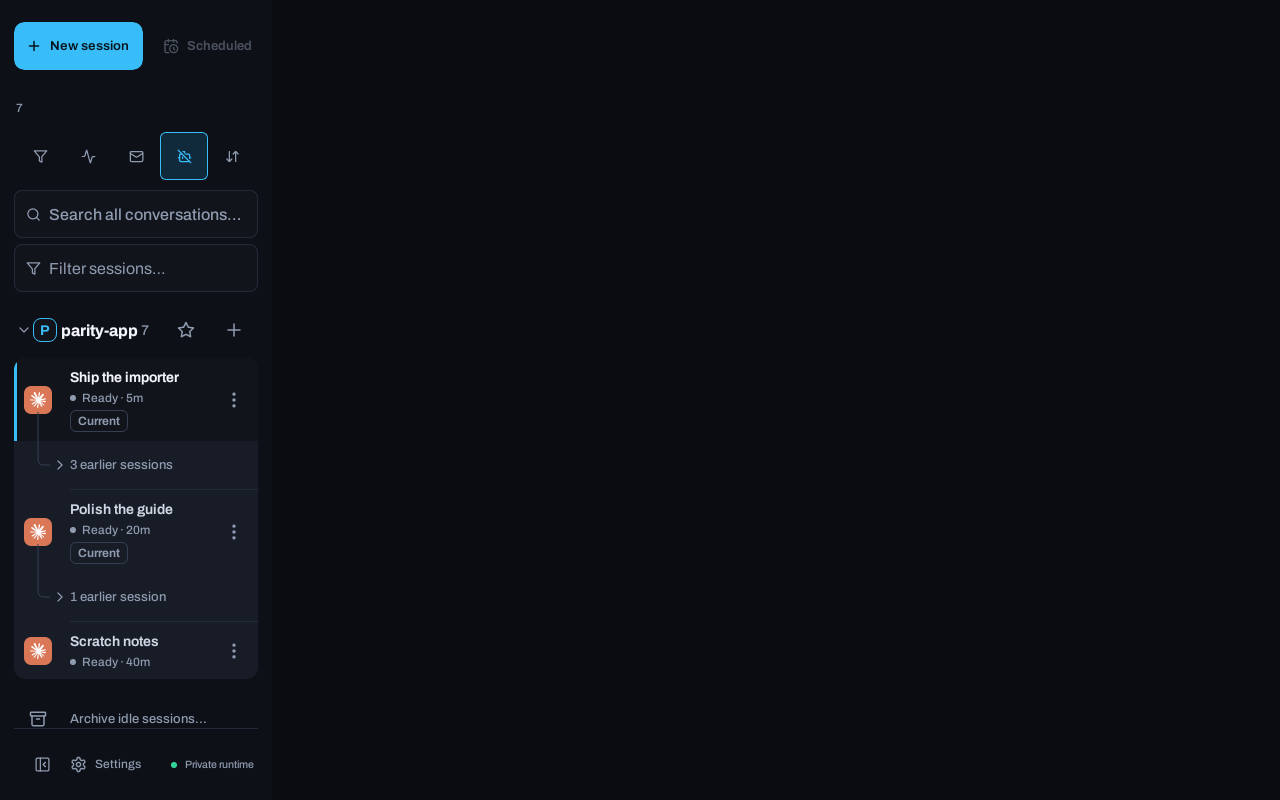 New session
Scheduled
7
Search all conversations...
Filter sessions...
P parity-app 7
Ship the importer
Ready · 5m
Current
3 earlier sessions
Polish the guide
Ready · 20m
Current
1 earlier session
Scratch notes
Ready · 40m
Archive idle sessions...
Settings
Private runtime